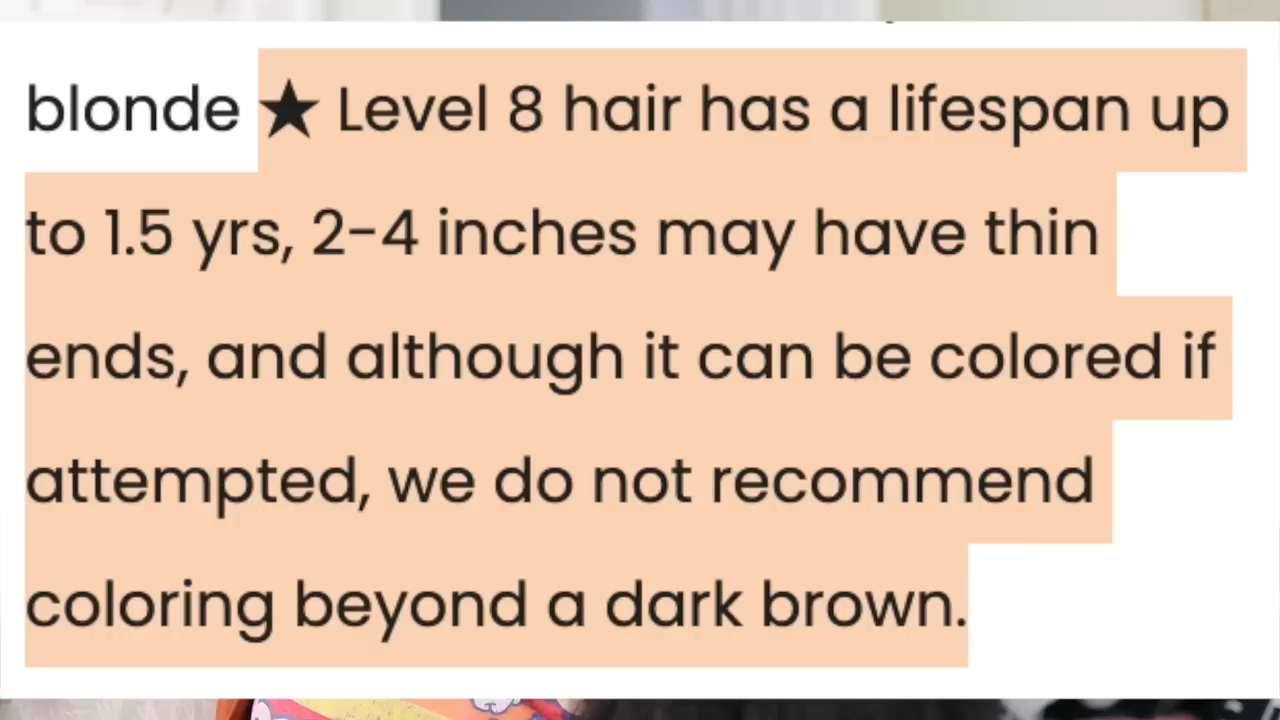 blonde ★ Level 8 hair has a lifespan up
to 1.5 yrs, 2-4 inches may have thin
ends, and although it can be colored if
attempted, we do not recommend
coloring beyond a dark brown.